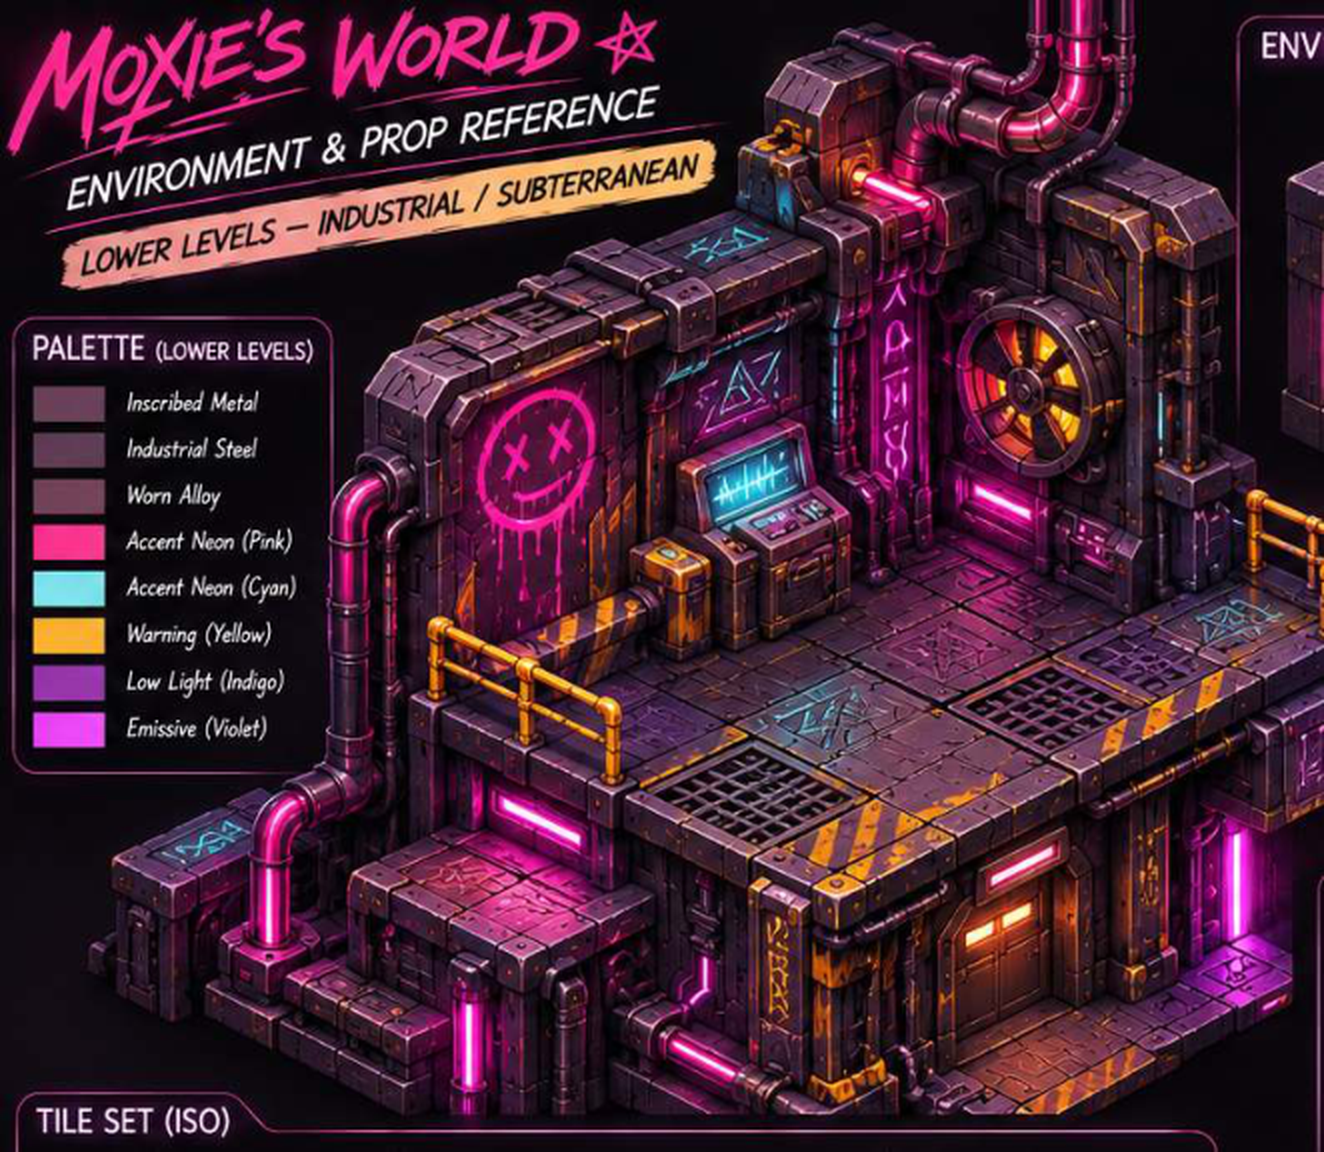 MOXIE'S WORLD
ENVIRONMENT & PROP REFERENCE
LOWER LEVELS — INDUSTRIAL / SUBTERRANEAN
ENV
PALETTE (LOWER LEVELS)
Inscribed Metal
Industrial Steel
Worn Alloy
Accent Neon (Pink)
Accent Neon (Cyan)
Warning (Yellow)
Low Light (Indigo)
Emissive (Violet)
TILE SET (ISO)